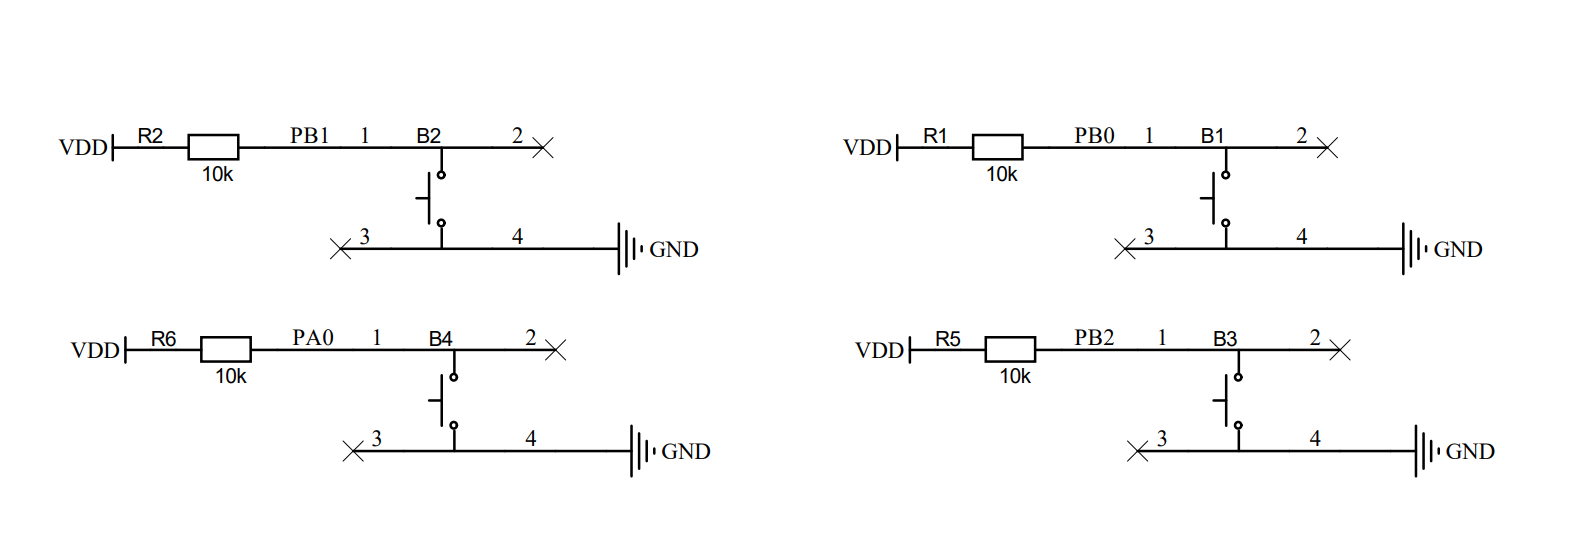 R2 PB1 1 B2 2 R1 PB0 1 B1 2
VDD VDD
10k 10k
3 4 3 4
GND GND
R6 PA0 1 B4 2 R5 PB2 1 B3 2
VDD VDD
10k 10k
3 4 3 4
GND GND